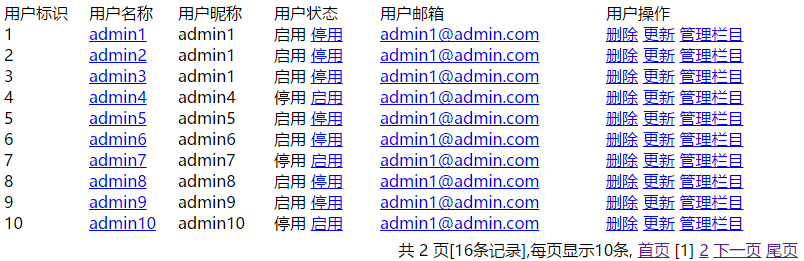 用户标识 用户名称 用户昵称 用户状态 用户邮箱 用户操作
1 admin1 admin1 启用 停用 admin1@admin.com 删除 更新 管理栏目
2 admin2 admin1 启用 停用 admin1@admin.com 删除 更新 管理栏目
3 admin3 admin1 启用 停用 admin1@admin.com 删除 更新 管理栏目
4 admin4 admin4 停用 启用 admin1@admin.com 删除 更新 管理栏目
5 admin5 admin5 启用 停用 admin1@admin.com 删除 更新 管理栏目
6 admin6 admin6 启用 停用 admin1@admin.com 删除 更新 管理栏目
7 admin7 admin7 停用 启用 admin1@admin.com 删除 更新 管理栏目
8 admin8 admin8 启用 停用 admin1@admin.com 删除 更新 管理栏目
9 admin9 admin9 启用 停用 admin1@admin.com 删除 更新 管理栏目
10 admin10 admin10 停用 启用 admin1@admin.com 删除 更新 管理栏目
共 2 页[16条记录],每页显示10条, 首页 [1] 2 下一页 尾页